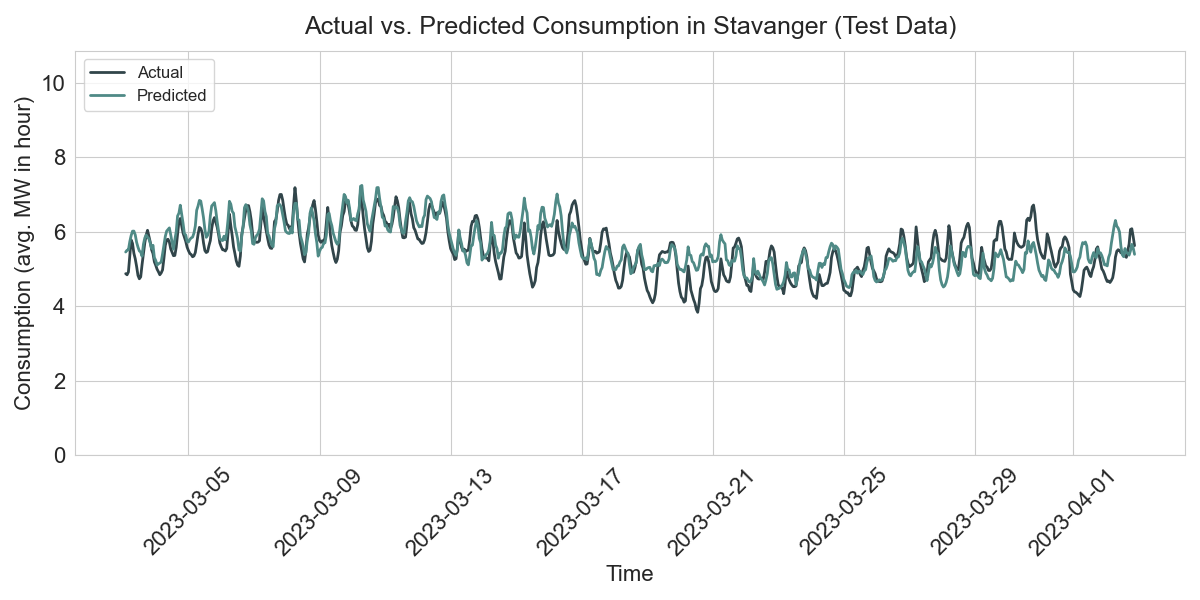 Actual vs. Predicted Consumption in Stavanger (Test Data)
Actual
Predicted
Consumption (avg. MW in hour)
10
8
6
4
2
0
2023-03-05
2023-03-09
2023-03-13
2023-03-17
2023-03-21
2023-03-25
2023-03-29
2023-04-01
Time